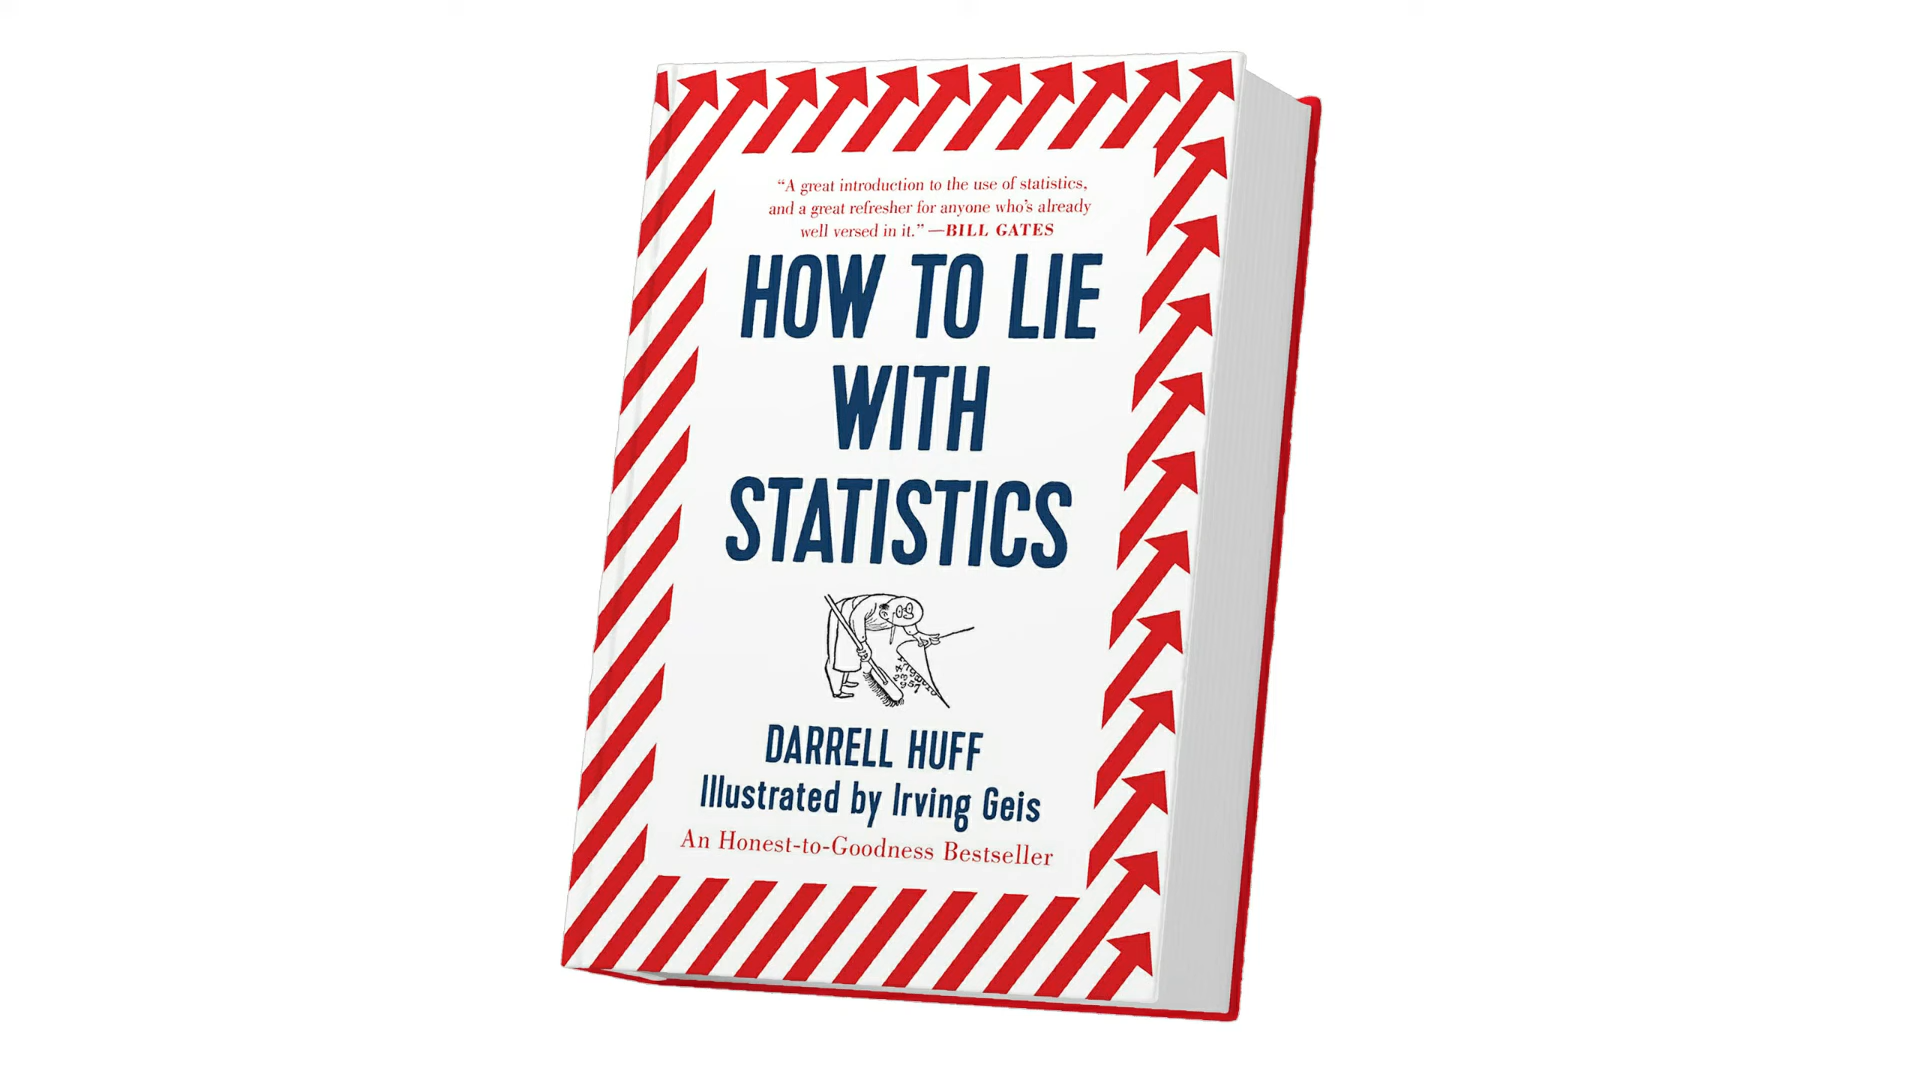 “A great introduction to the use of statistics,
and a great refresher for anyone who’s already
well versed in it.” —BILL GATES
HOW TO LIE
WITH
STATISTICS
DARRELL HUFF
Illustrated by Irving Geis
An Honest-to-Goodness Bestseller